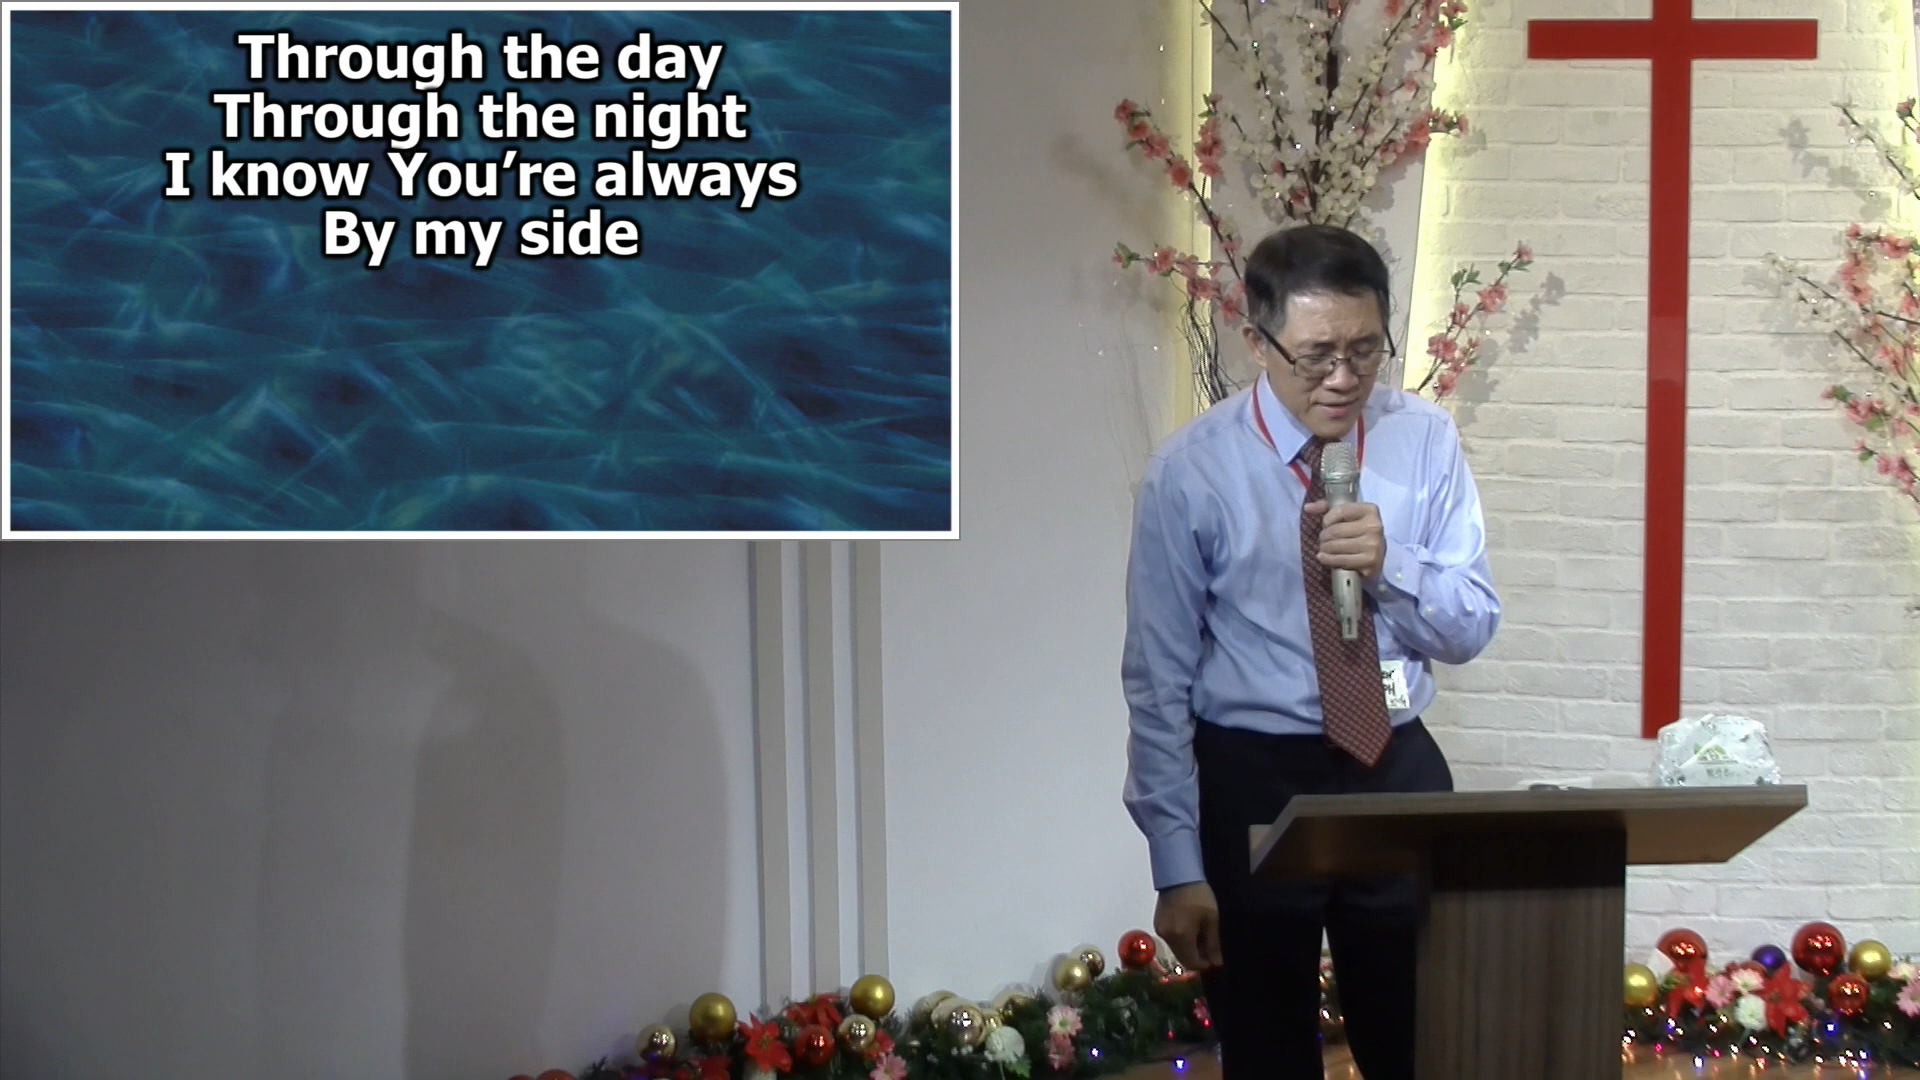 Through the day
Through the night
I know You’re always
By my side